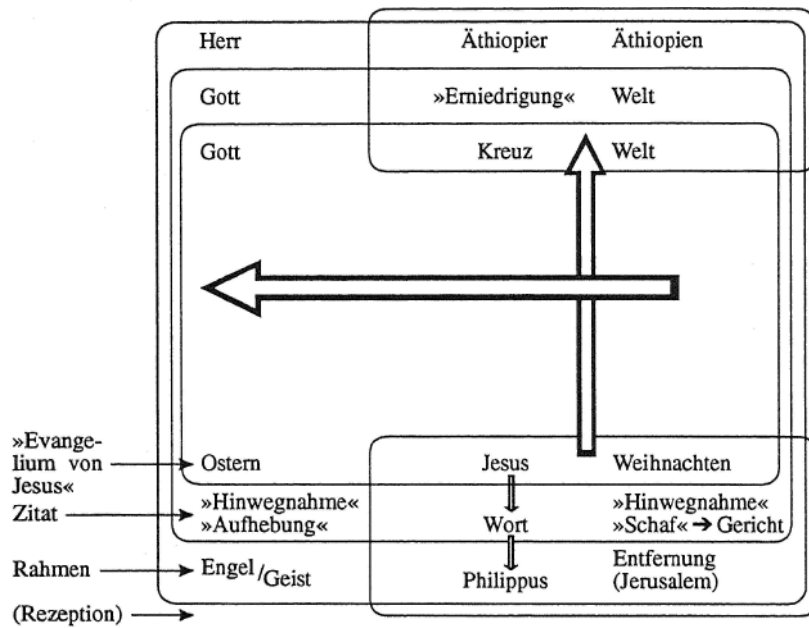 Herr Äthiopier Äthiopien
Gott »Erniedrigung« Welt
Gott Kreuz Welt
»Evange-
lium von
Jesus«
Ostern Jesus Weihnachten
Zitat
»Hinwegnahme« »Hinwegnahme«
»Aufhebung« Wort »Schaf« → Gericht
Rahmen
Engel/Geist Philippus Entfernung
(Jerusalem)
(Rezeption)